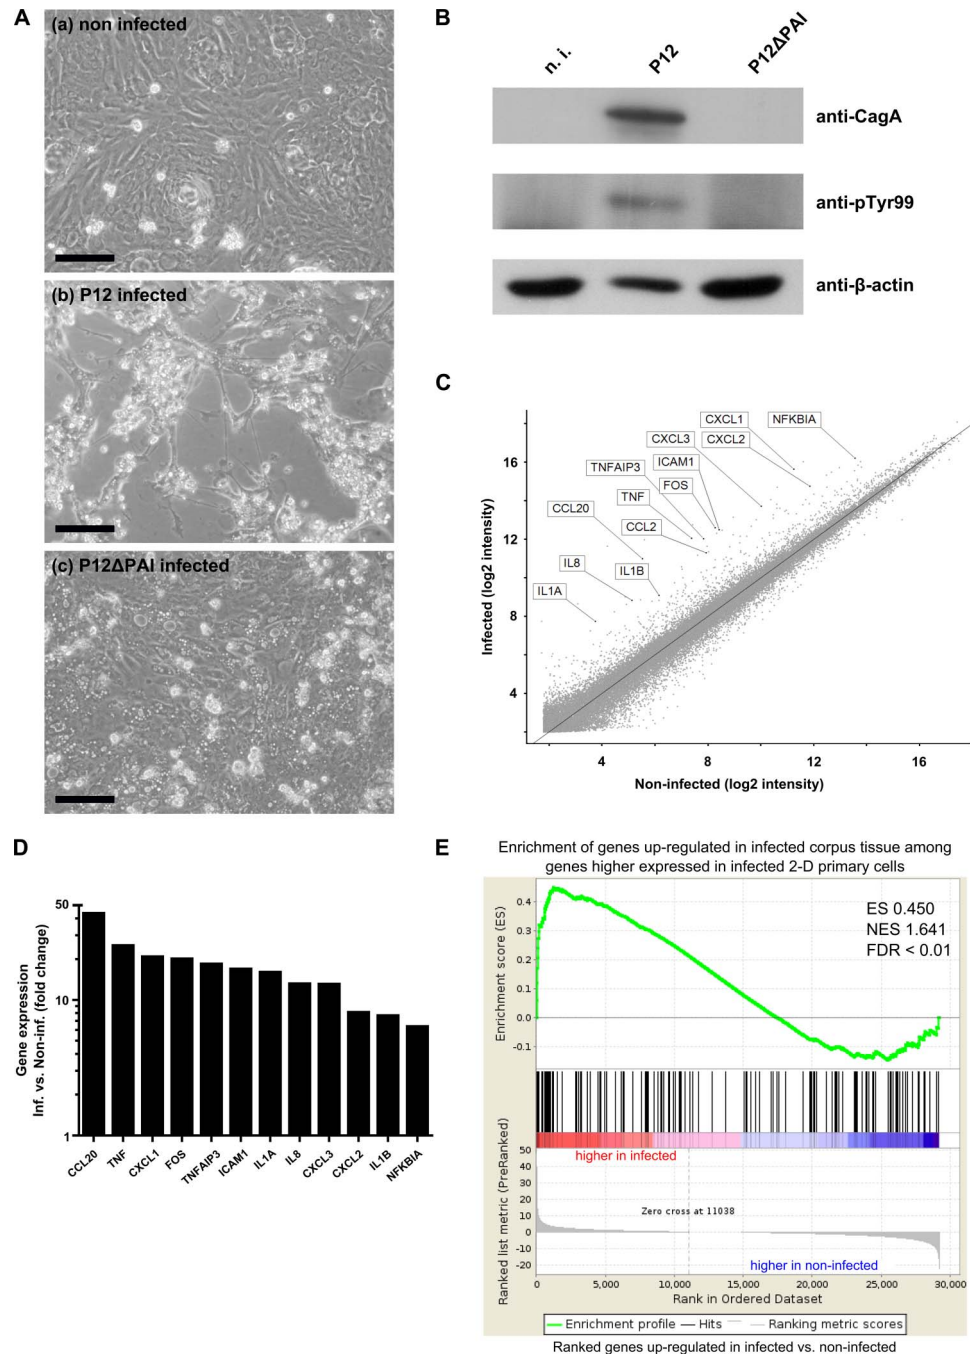 A
(a) non infected
(b) P12 infected
(c) P12ΔPAI infected
B
n. i.
P12
P12ΔPAI
anti-CagA
anti-pTyr99
anti-β-actin
C
CXCL1
NFKBIA
CXCL3
CXCL2
TNFAIP3
ICAM1
FOS
TNF
CCL20
CCL2
IL8
IL1B
IL1A
16
12
8
4
Infected (log2 intensity)
4
8
12
16
Non-infected (log2 intensity)
D
50
10
1
Gene expression
Inf. vs. Non-inf. (fold change)
CCL20
TNF
CXCL1
FOS
TNFAIP3
ICAM1
IL1A
IL8
CXCL3
CXCL2
IL1B
NFKBIA
E
Enrichment of genes up-regulated in infected corpus tissue among
genes higher expressed in infected 2-D primary cells
ES 0.450
NES 1.641
FDR < 0.01
Enrichment score (ES)
0.4
0.3
0.2
0.1
0.0
-0.1
higher in infected
Ranked list metric (PreRanked)
50
40
30
20
10
0
-10
-20
Zero cross at 11038
higher in non-infected
0
5,000
10,000
15,000
20,000
25,000
30,000
Rank in Ordered Dataset
Enrichment profile
Hits
Ranking metric scores
Ranked genes up-regulated in infected vs. non-infected